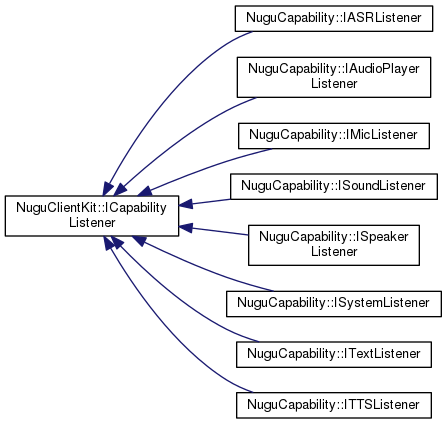 NuguCapability::IASRListener
NuguCapability::IAudioPlayer
Listener
NuguCapability::IMicListener
NuguCapability::ISoundListener
NuguClientKit::ICapability
Listener
NuguCapability::ISpeaker
Listener
NuguCapability::ISystemListener
NuguCapability::ITextListener
NuguCapability::ITTSListener